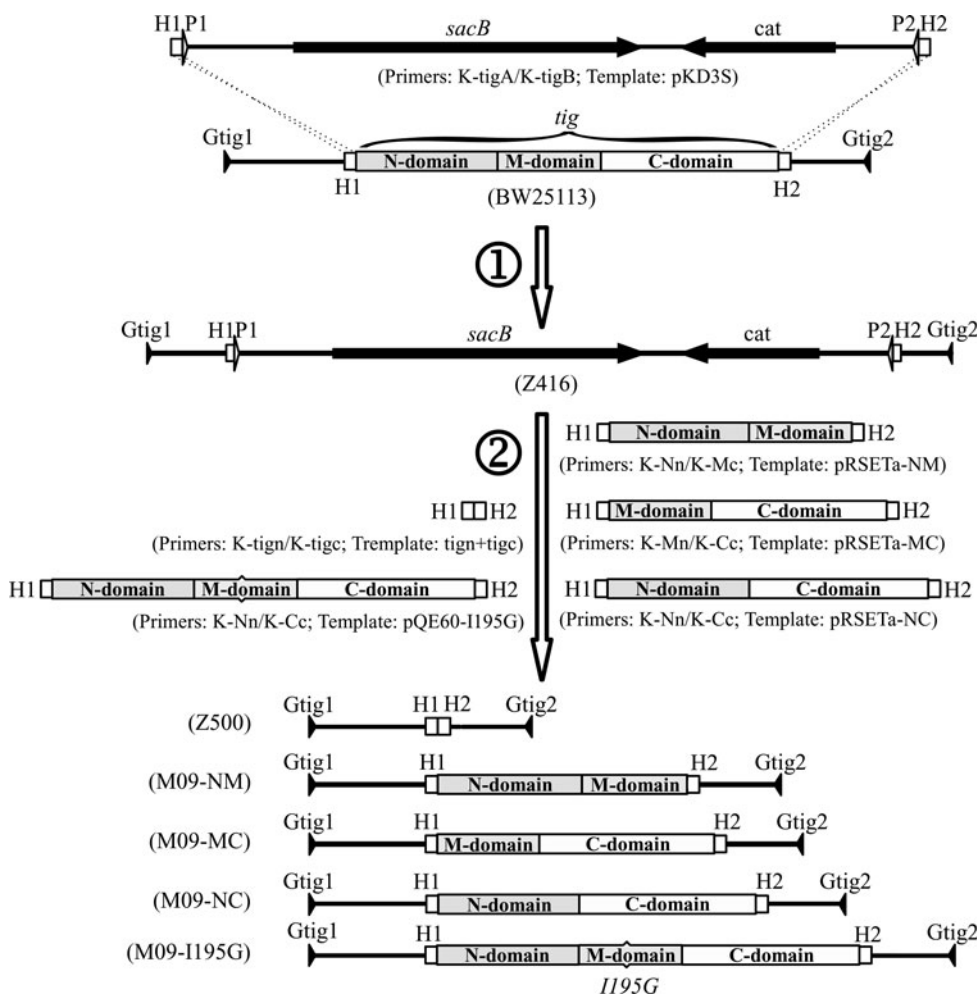 H1 P1 sacB cat P2 H2
(Primers: K-tigA/K-tigB; Template: pKD3S)
tig
Gtig1 Gtig2
N-domain M-domain C-domain
H1 H2
(BW25113)
①
Gtig1 H1 P1 sacB cat P2 H2 Gtig2
(Z416)
②
H1 N-domain M-domain H2
(Primers: K-Nn/K-Mc; Template: pRSETa-NM)
H1 H2
(Primers: K-tign/K-tigc; Tremplate: tign+tigc)
H1 M-domain C-domain H2
(Primers: K-Mn/K-Cc; Template: pRSETa-MC)
H1 N-domain M-domain C-domain H2
(Primers: K-Nn/K-Cc; Template: pQE60-I195G)
H1 N-domain C-domain H2
(Primers: K-Nn/K-Cc; Template: pRSETa-NC)
Gtig1 H1 H2 Gtig2
(Z500)
Gtig1 H1 H2 Gtig2
(M09-NM) N-domain M-domain
Gtig1 H1 H2 Gtig2
(M09-MC) M-domain C-domain
Gtig1 H1 H2 Gtig2
(M09-NC) N-domain C-domain
Gtig1 H1 H2 Gtig2
(M09-I195G) N-domain M-domain C-domain
I195G